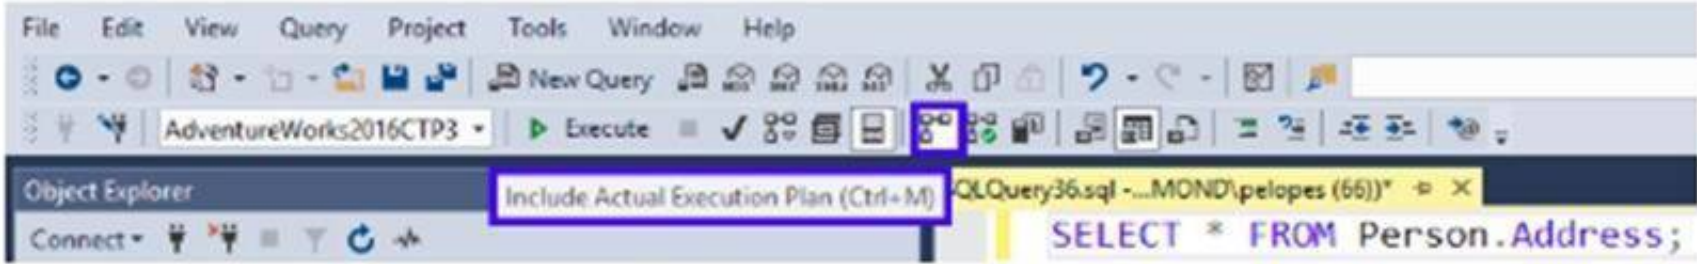 File Edit View Query Project Tools Window Help
New Query
AdventureWorks2016CTP3 Execute
Object Explorer
Include Actual Execution Plan (Ctrl+M)
QLQuery36.sql -...MOND\pelopes (66))*
Connect
SELECT * FROM Person.Address;